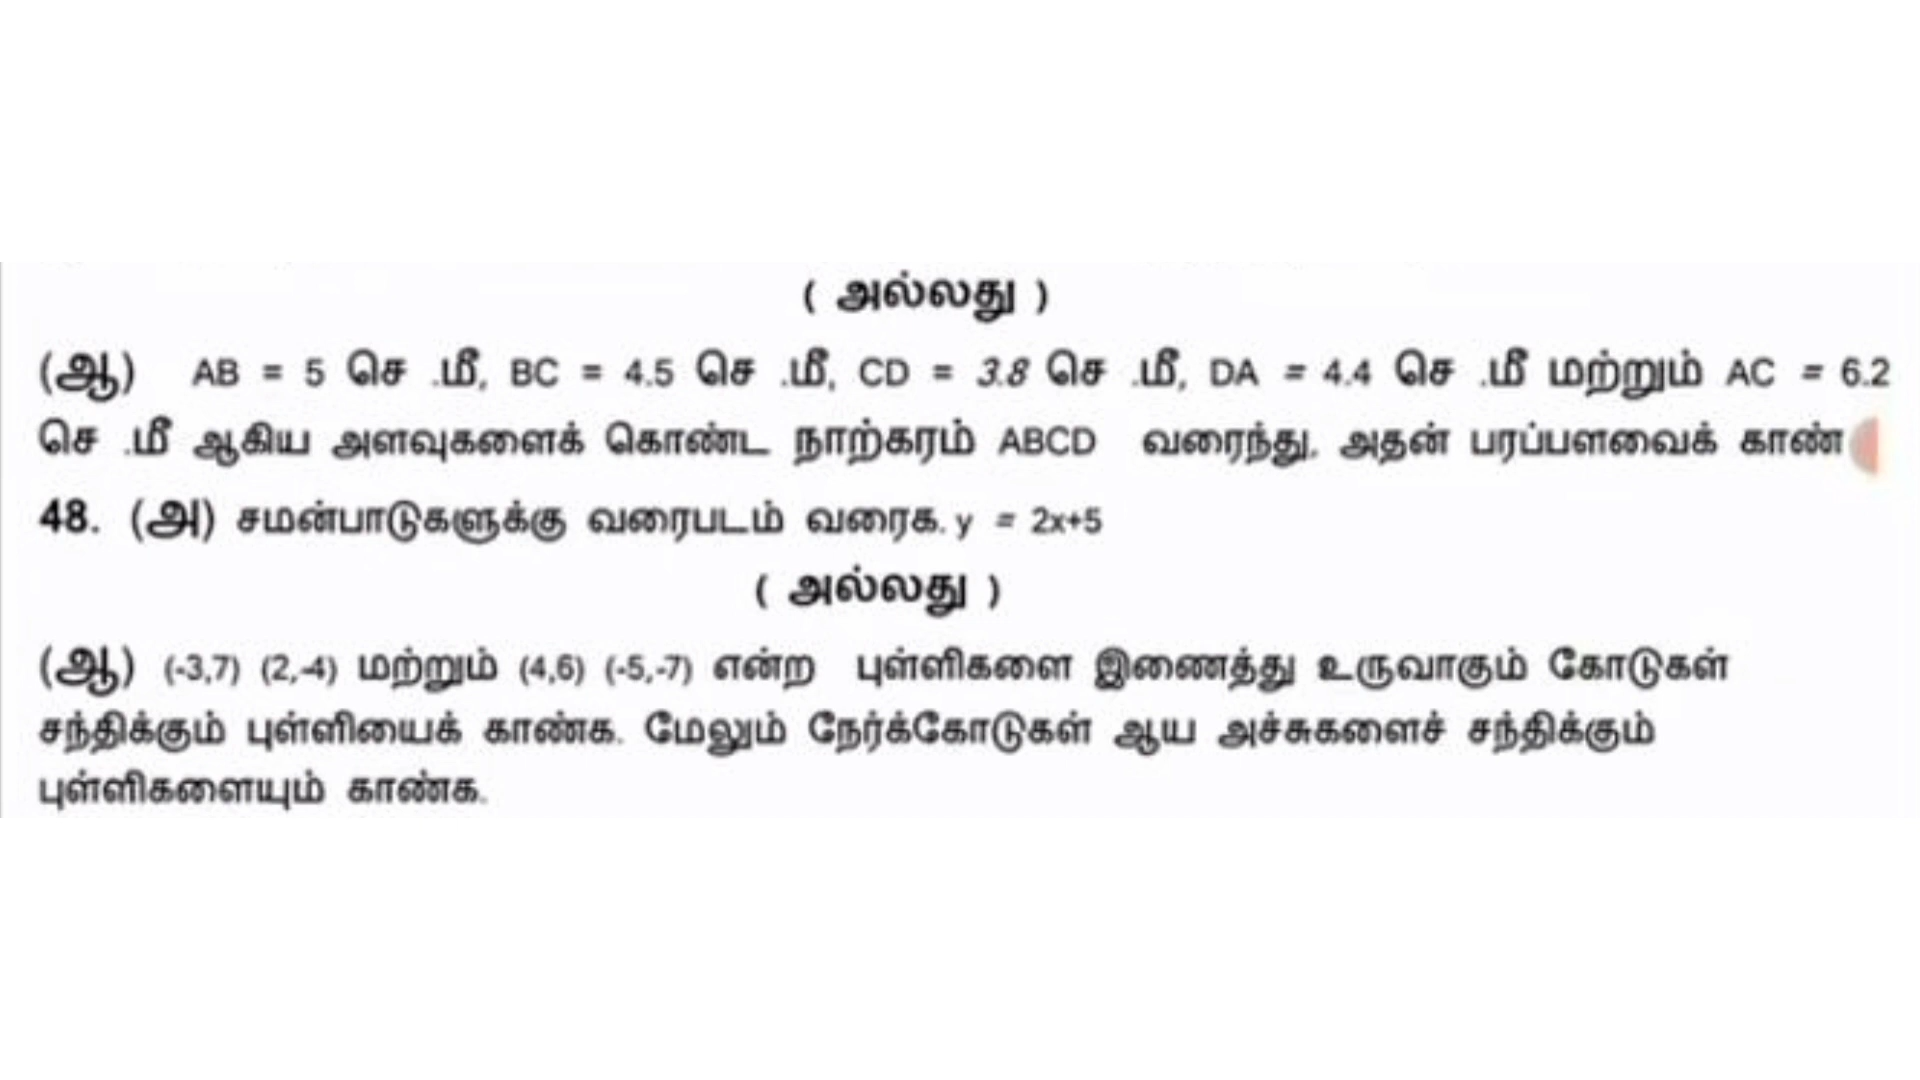 ( அல்லது )
(ஆ) AB = 5 செ .மீ, BC = 4.5 செ .மீ, CD = 3.8 செ .மீ, DA = 4.4 செ .மீ மற்றும் AC = 6.2
செ .மீ ஆகிய அளவுகளைக் கொண்ட நாற்கரம் ABCD வரைந்து, அதன் பரப்பளவைக் காண்
48. (அ) சமன்பாடுகளுக்கு வரைபடம் வரைக. y = 2x+5
( அல்லது )
(ஆ) (-3,7) (2,-4) மற்றும் (4,6) (-5,-7) என்ற புள்ளிகளை இணைத்து உருவாகும் கோடுகள்
சந்திக்கும் புள்ளியைக் காண்க. மேலும் நேர்க்கோடுகள் ஆய அச்சுகளைச் சந்திக்கும்
புள்ளிகளையும் காண்க.